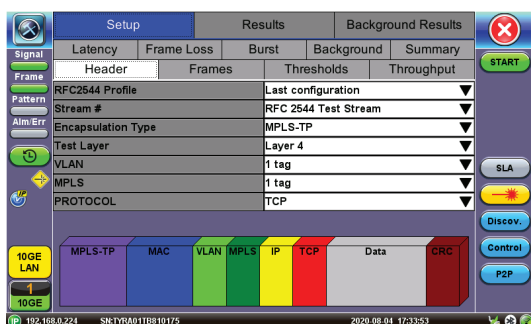 Setup Results Background Results
Signal
Latency Frame Loss Burst Background Summary
START
Header Frames Thresholds Throughput
Frame
RFC2544 Profile Last configuration
Pattern
Stream # RFC 2544 Test Stream
Alm/Err
Encapsulation Type MPLS-TP
Test Layer Layer 4
VLAN 1 tag
SLA
MPLS 1 tag
PROTOCOL TCP
Discov.
MPLS-TP MAC VLAN MPLS IP TCP Data CRC
Control
10GE
LAN
P2P
1
10GE
IP 192.168.0.224 SN:TYRA01TB810175 2020-08-04 17:33:53